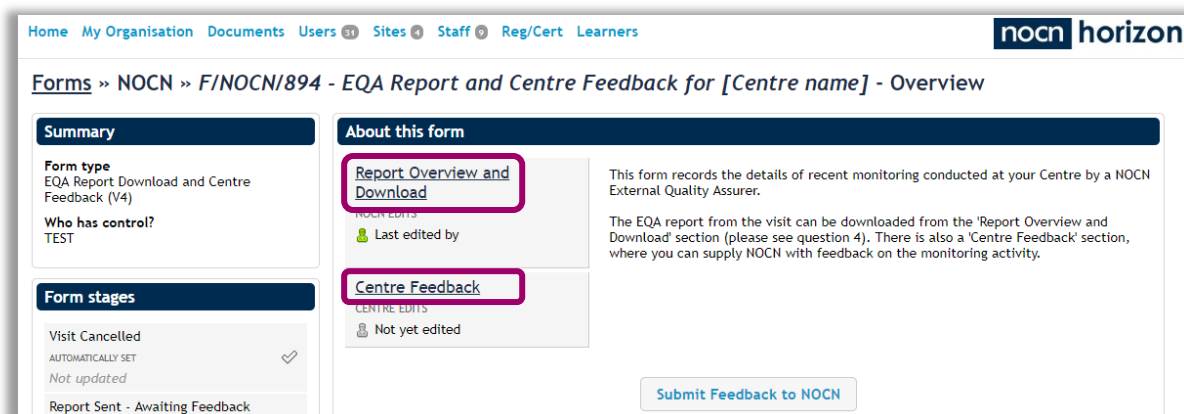 Home My Organisation Documents Users 31 Sites 4 Staff 9 Reg/Cert Learners
nocn horizon
Forms » NOCN » F/NOCN/894 - EQA Report and Centre Feedback for [Centre name] - Overview
Summary
Form type
EQA Report Download and Centre
Feedback (V4)
Who has control?
TEST
Form stages
Visit Cancelled
AUTOMATICALLY SET
Not updated
Report Sent - Awaiting Feedback
About this form
Report Overview and
Download
NOCN EDITS
Last edited by
Centre Feedback
CENTRE EDITS
Not yet edited
This form records the details of recent monitoring conducted at your Centre by a NOCN
External Quality Assurer.
The EQA report from the visit can be downloaded from the 'Report Overview and
Download' section (please see question 4). There is also a 'Centre Feedback' section,
where you can supply NOCN with feedback on the monitoring activity.
Submit Feedback to NOCN